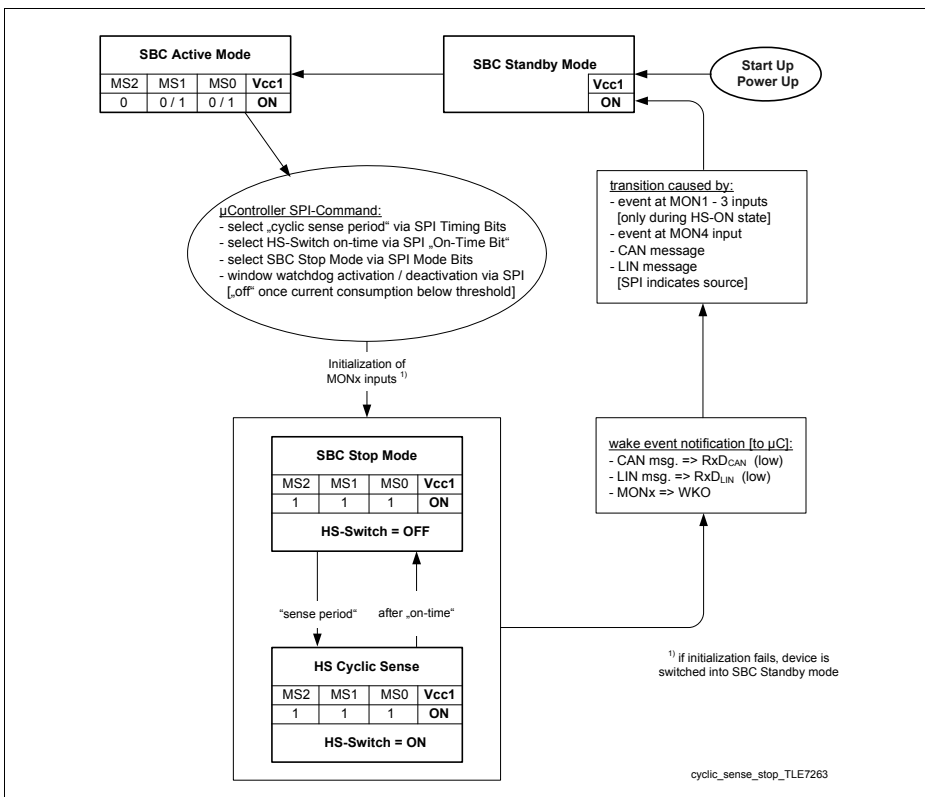 SBC Active Mode
MS2 MS1 MS0 Vcc1
0 0 / 1 0 / 1 ON
SBC Standby Mode
Vcc1
ON
Start Up
Power Up
µController SPI-Command:
- select „cyclic sense period“ via SPI Timing Bits
- select HS-Switch on-time via SPI „On-Time Bit“
- select SBC Stop Mode via SPI Mode Bits
- window watchdog activation / deactivation via SPI
[„off“ once current consumption below threshold]
transition caused by:
- event at MON1 - 3 inputs
[only during HS-ON state]
- event at MON4 input
- CAN message
- LIN message
[SPI indicates source]
Initialization of
MONx inputs 1)
SBC Stop Mode
MS2 MS1 MS0 Vcc1
1 1 1 ON
HS-Switch = OFF
wake event notification [to µC]:
- CAN msg. => RxDCAN (low)
- LIN msg. => RxDLIN (low)
- MONx => WKO
“sense period“ after „on-time“
HS Cyclic Sense
MS2 MS1 MS0 Vcc1
1 1 1 ON
HS-Switch = ON
1) if initialization fails, device is
switched into SBC Standby mode
cyclic_sense_stop_TLE7263